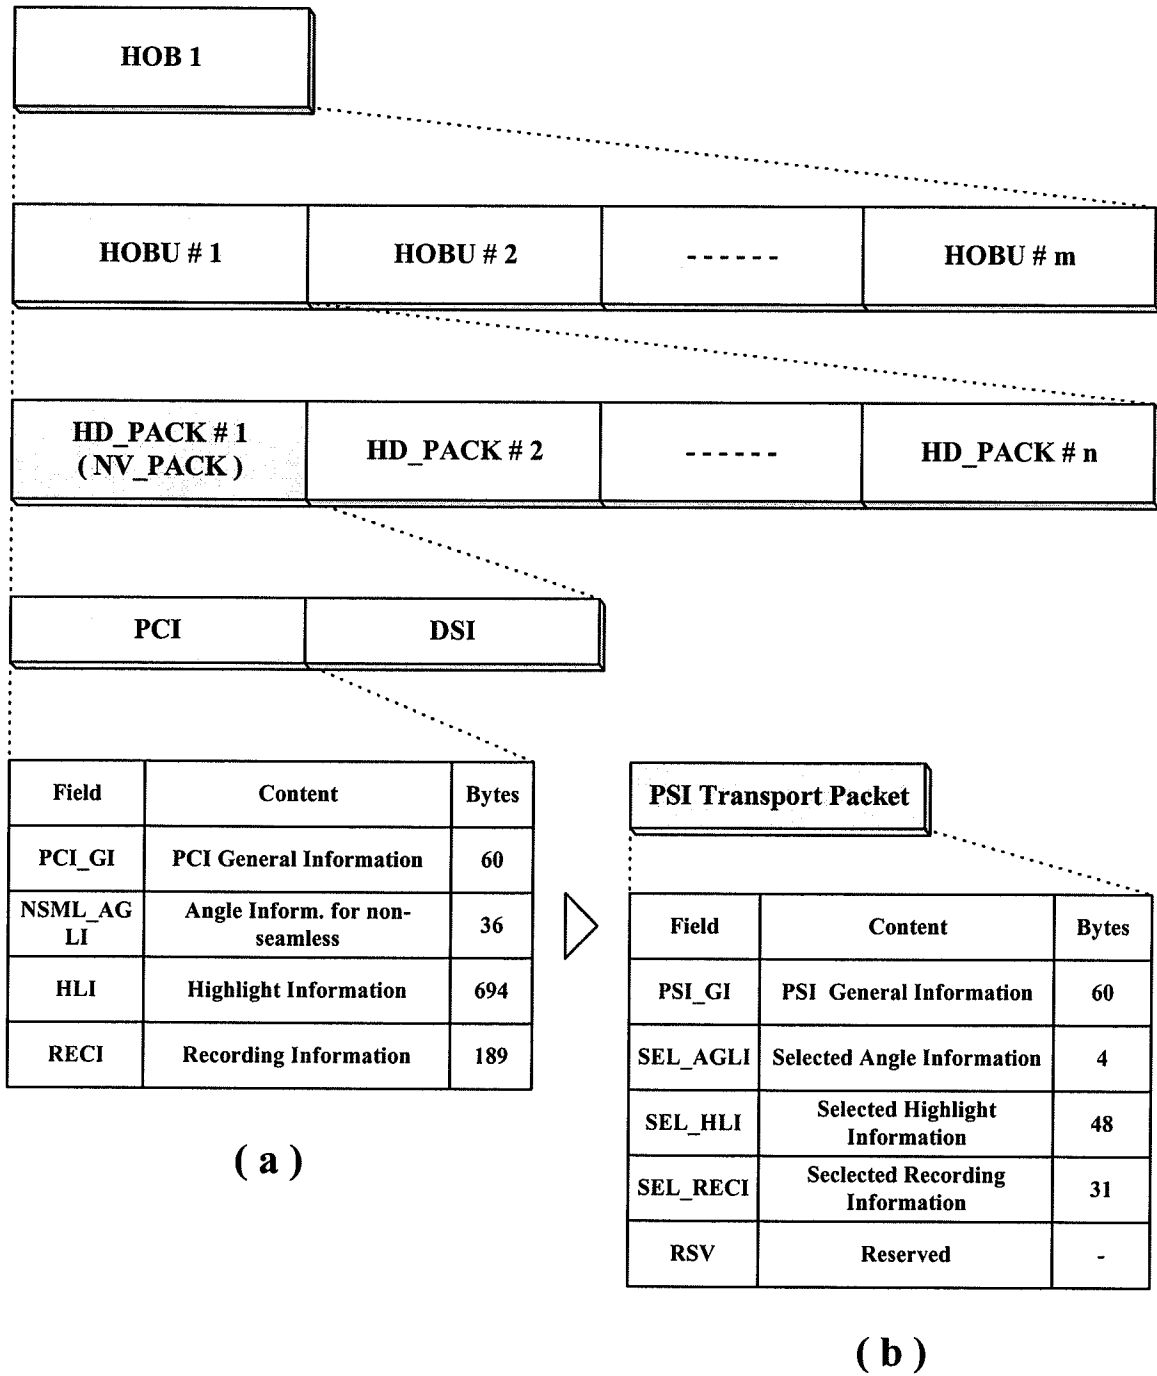 HOB 1
HOBU # 1 HOBU # 2 ------ HOBU # m
HD_PACK # 1
( NV_PACK ) HD_PACK # 2 ------ HD_PACK # n
PCI DSI
Field Content Bytes
PCI_GI PCI General Information 60
NSML_AG
LI Angle Inform. for non-
seamless 36
HLI Highlight Information 694
RECI Recording Information 189
( a )
PSI Transport Packet
Field Content Bytes
PSI_GI PSI General Information 60
SEL_AGLI Selected Angle Information 4
SEL_HLI Selected Highlight
Information 48
SEL_RECI Seclected Recording
Information 31
RSV Reserved -
( b )